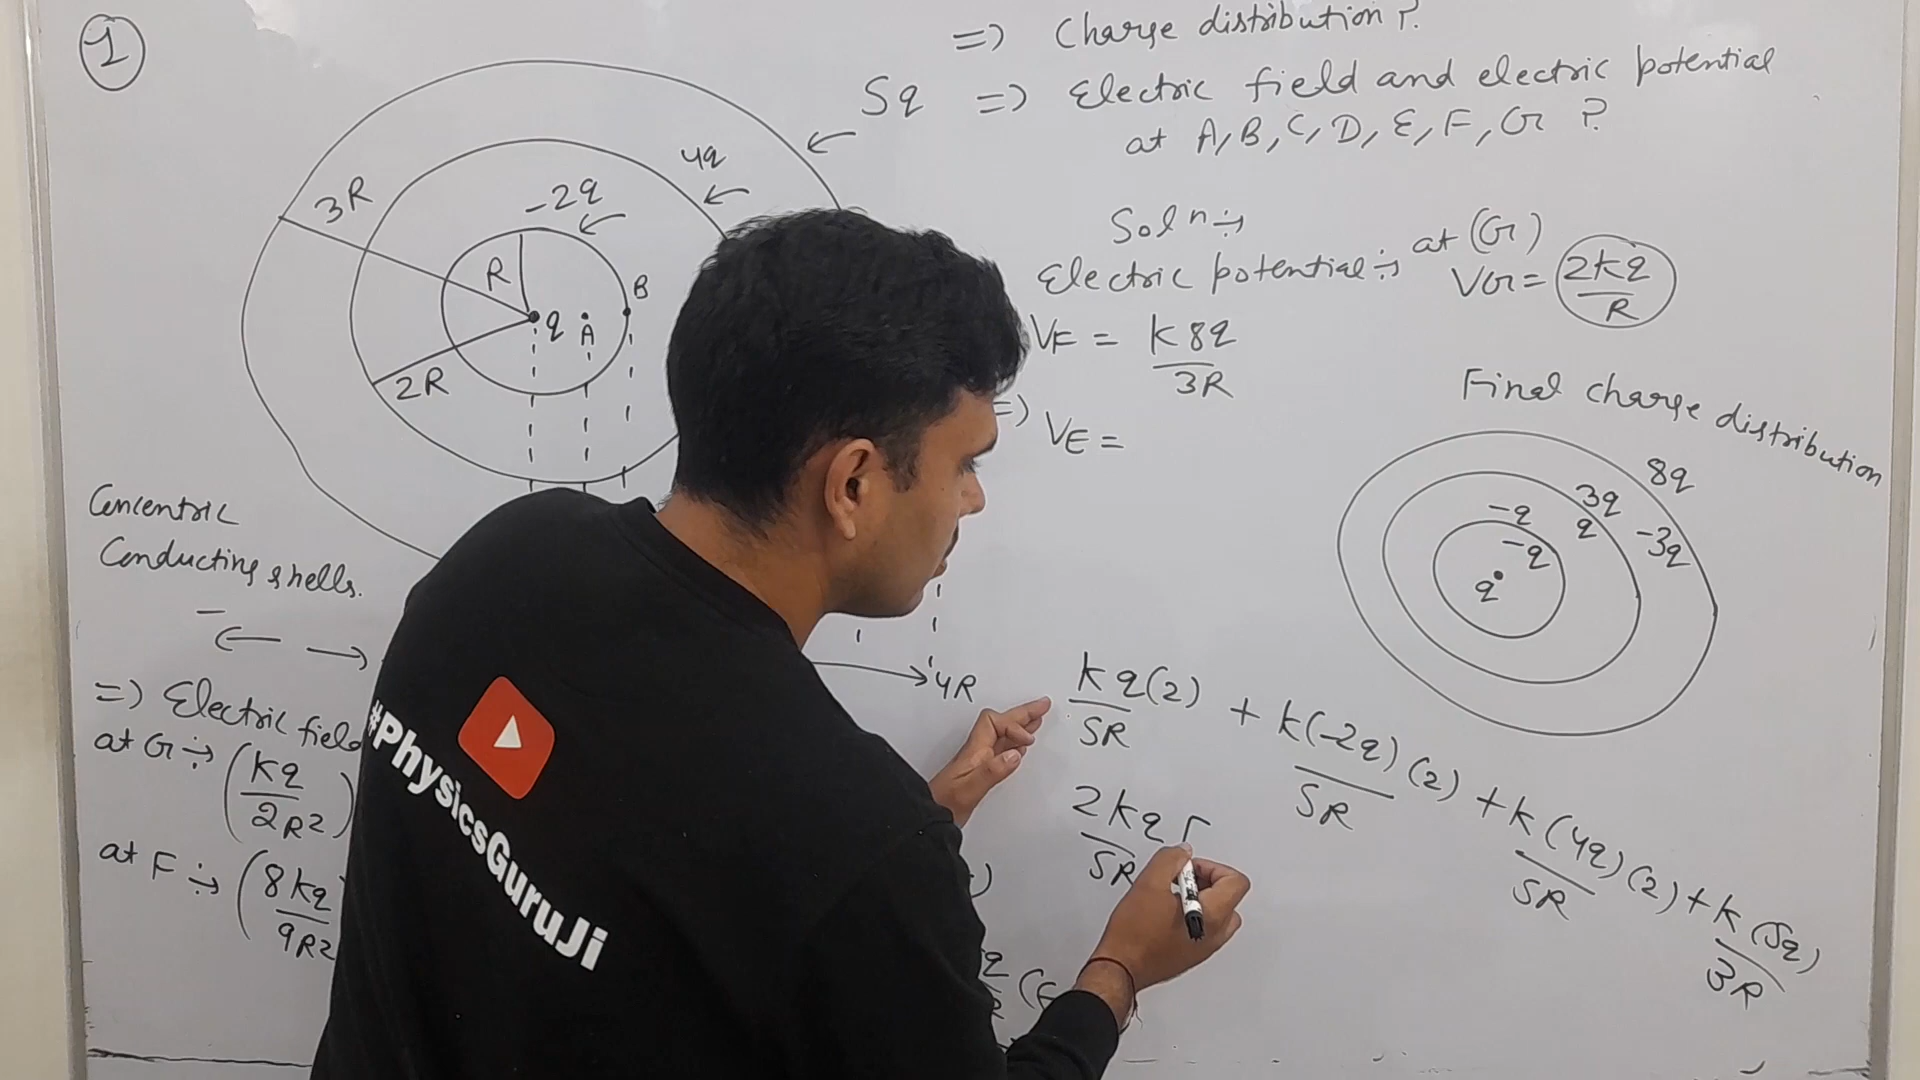 1
=) Charge distribution ?
5q =) Electric field and electric potential
at A, B, C, D, E, F, G ?
4q
-2q
3R
R
B
q
A
2R
Soln ÷
Electric potential ÷ at (G)
VG = 2kq/R
VF = k8q/3R
=) VE =
Final charge distribution
8q
3q
-q
q
-3q
-q
q
Concentric
Conducting shells.
4R
=) Electric field
at G ÷ (kq/2R²)
at F ÷ (8kq/9R²
kq(2)/5R + k(-2q)/5R (2) + k(4q)/5R (2) + k(5q)/3R
2kq/5R [
#PhysicsGuruJi